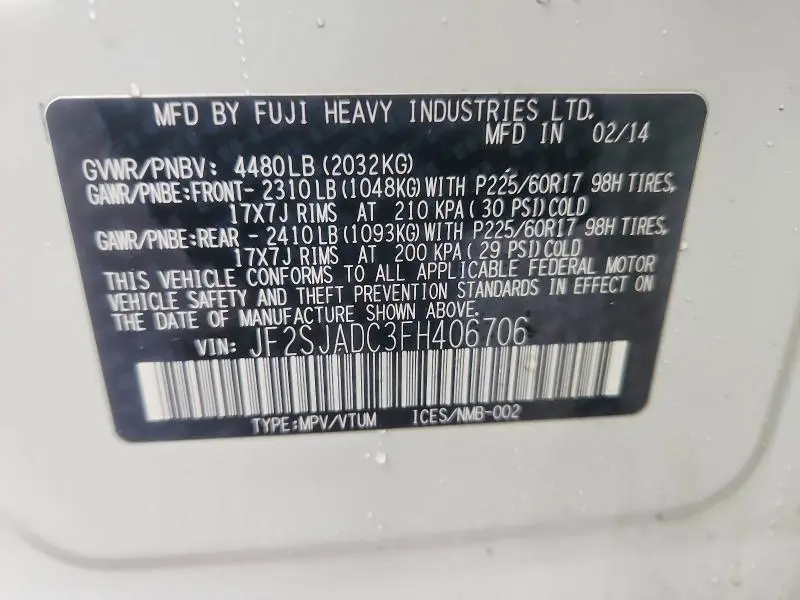 MFD BY FUJI HEAVY INDUSTRIES LTD.
MFD IN 02/14
GVWR/PNBV: 4480LB (2032KG)
GAWR/PNBE:FRONT- 2310 LB (1048KG) WITH P225/60R17 98H TIRES,
17X7J RIMS AT 210 KPA ( 30 PSI) COLD
GAWR/PNBE:REAR - 2410 LB (1093KG) WITH P225/60R17 98H TIRES,
17X7J RIMS AT 200 KPA ( 29 PSI) COLD
THIS VEHICLE CONFORMS TO ALL APPLICABLE FEDERAL MOTOR
VEHICLE SAFETY AND THEFT PREVENTION STANDARDS IN EFFECT ON
THE DATE OF MANUFACTURE SHOWN ABOVE.
VIN: JF2SJADC3FH406706
TYPE:MPV/VTUM ICES/NMB-002